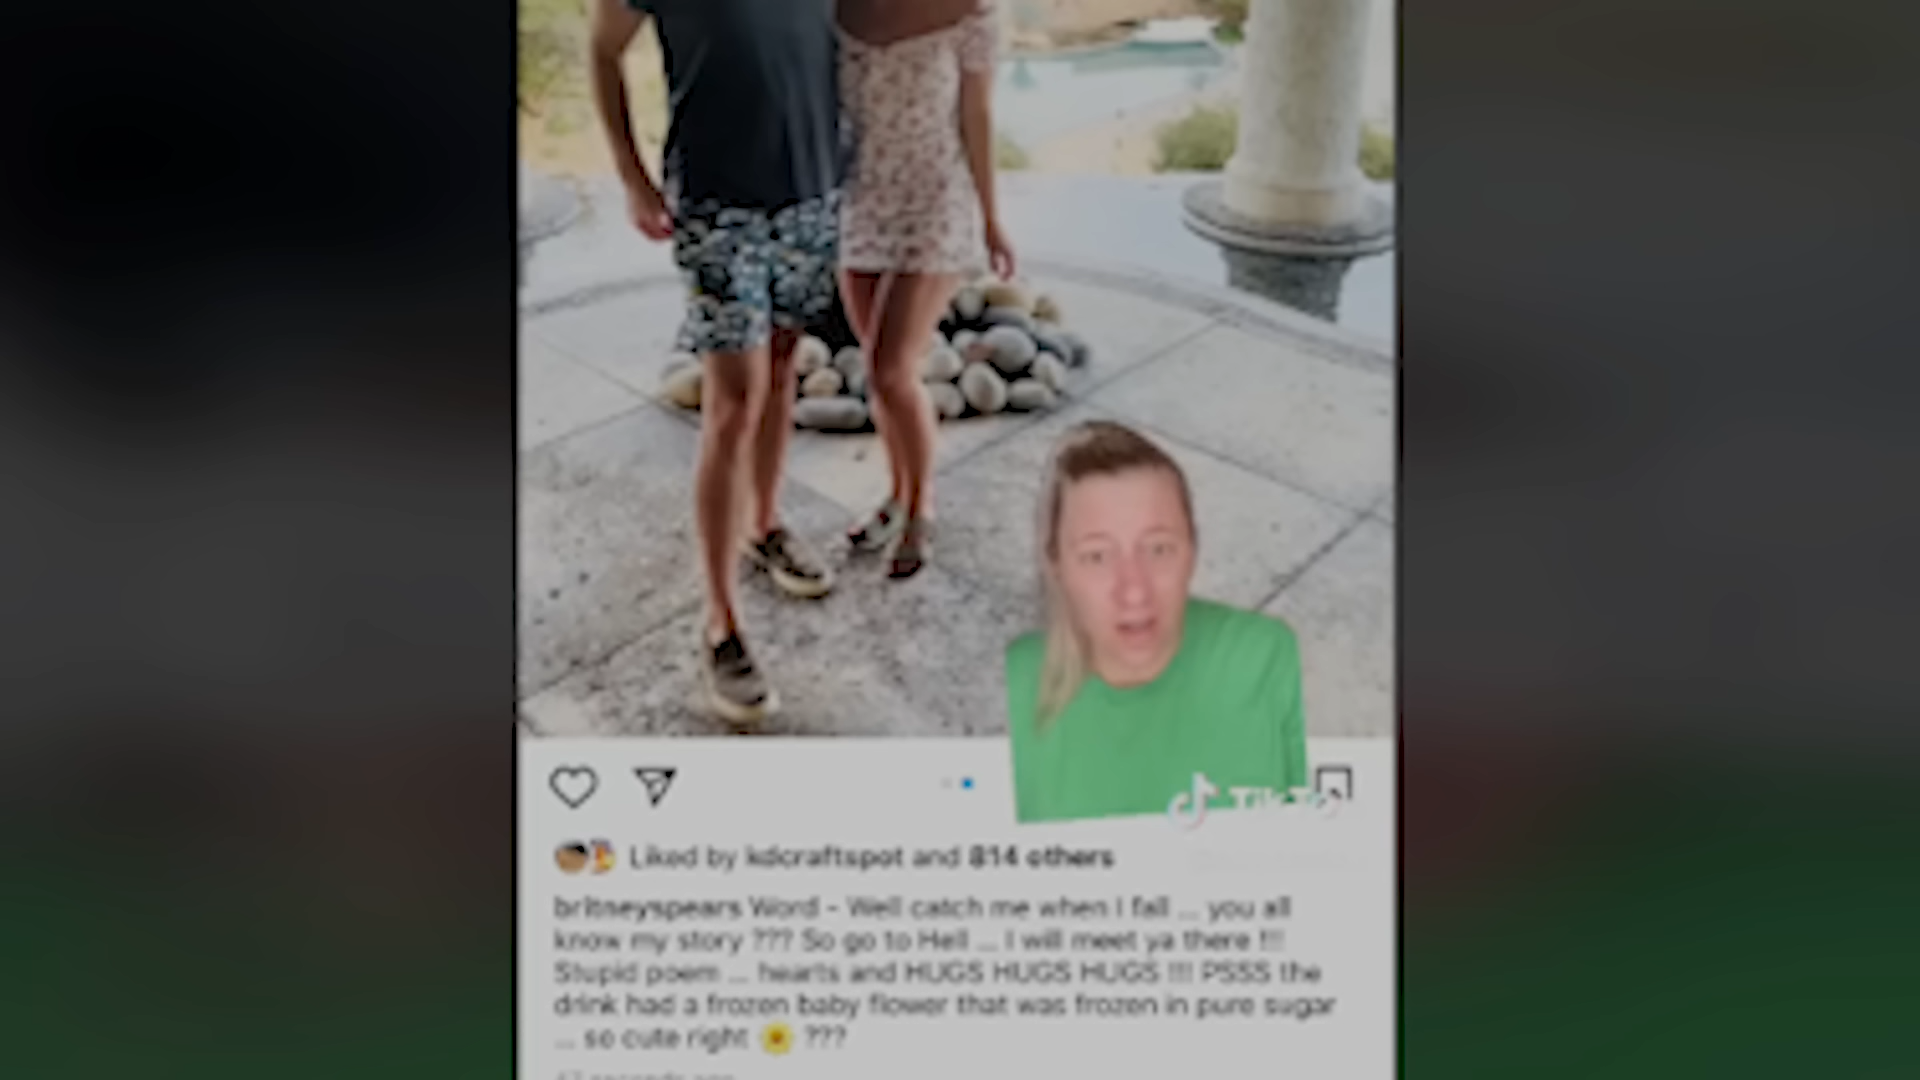 TikTok
Liked by kdcraftspot and 814 others
britneyspears Word - Well catch me when I fall ... you all
know my story ??? So go to Hell ... I will meet ya there !!!
Stupid poem ... hearts and HUGS HUGS HUGS !!! PSSS the
drink had a frozen baby flower that was frozen in pure sugar
... so cute right 🌼 ???